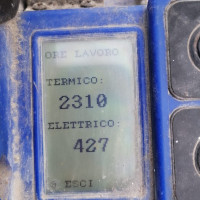 ORE LAVORO
TERMICO:
2310
ELETTRICO:
427
ESCI